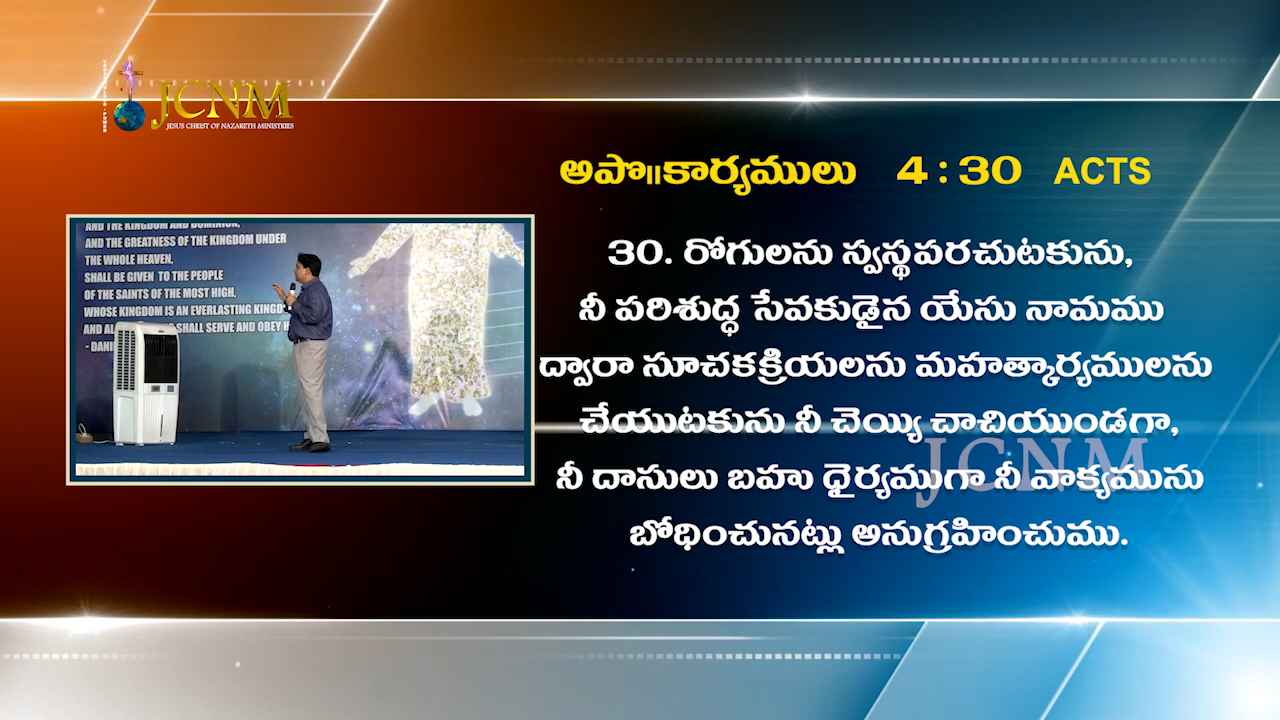 JCNM
JESUS CHRIST OF NAZARETH MINISTRIES
అపొ॥కార్యములు 4 : 30 ACTS
30. రోగులను స్వస్థపరచుటకును,
నీ పరిశుద్ధ సేవకుడైన యేసు నామము
ద్వారా సూచకక్రియలను మహత్కార్యములను
చేయుటకును నీ చెయ్యి చాచియుండగా,
నీ దాసులు బహు ధైర్యముగా నీ వాక్యమును
బోధించునట్లు అనుగ్రహించుము.
JCNM
AND THE KINGDOM AND DOMINION,
AND THE GREATNESS OF THE KINGDOM UNDER
THE WHOLE HEAVEN,
SHALL BE GIVEN TO THE PEOPLE
OF THE SAINTS OF THE MOST HIGH,
WHOSE KINGDOM IS AN EVERLASTING
SHALL SERVE AND OBEY